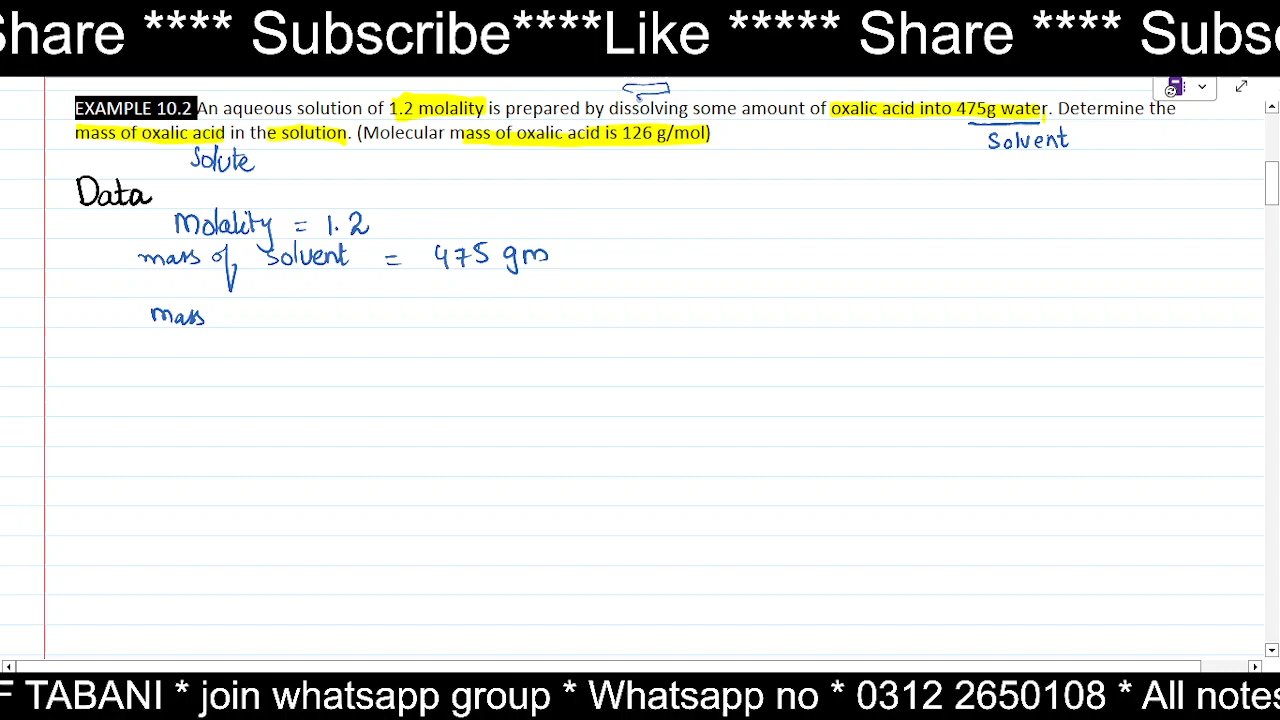 Share **** Subscribe****Like ***** Share **** Subs
EXAMPLE 10.2 An aqueous solution of 1.2 molality is prepared by dissolving some amount of oxalic acid into 475g water. Determine the
mass of oxalic acid in the solution. (Molecular mass of oxalic acid is 126 g/mol)
Solvent
Solute
Data
Molality = 1.2
mass of solvent = 475 gm
mass
F TABANI * join whatsapp group * Whatsapp no * 0312 2650108 * All notes